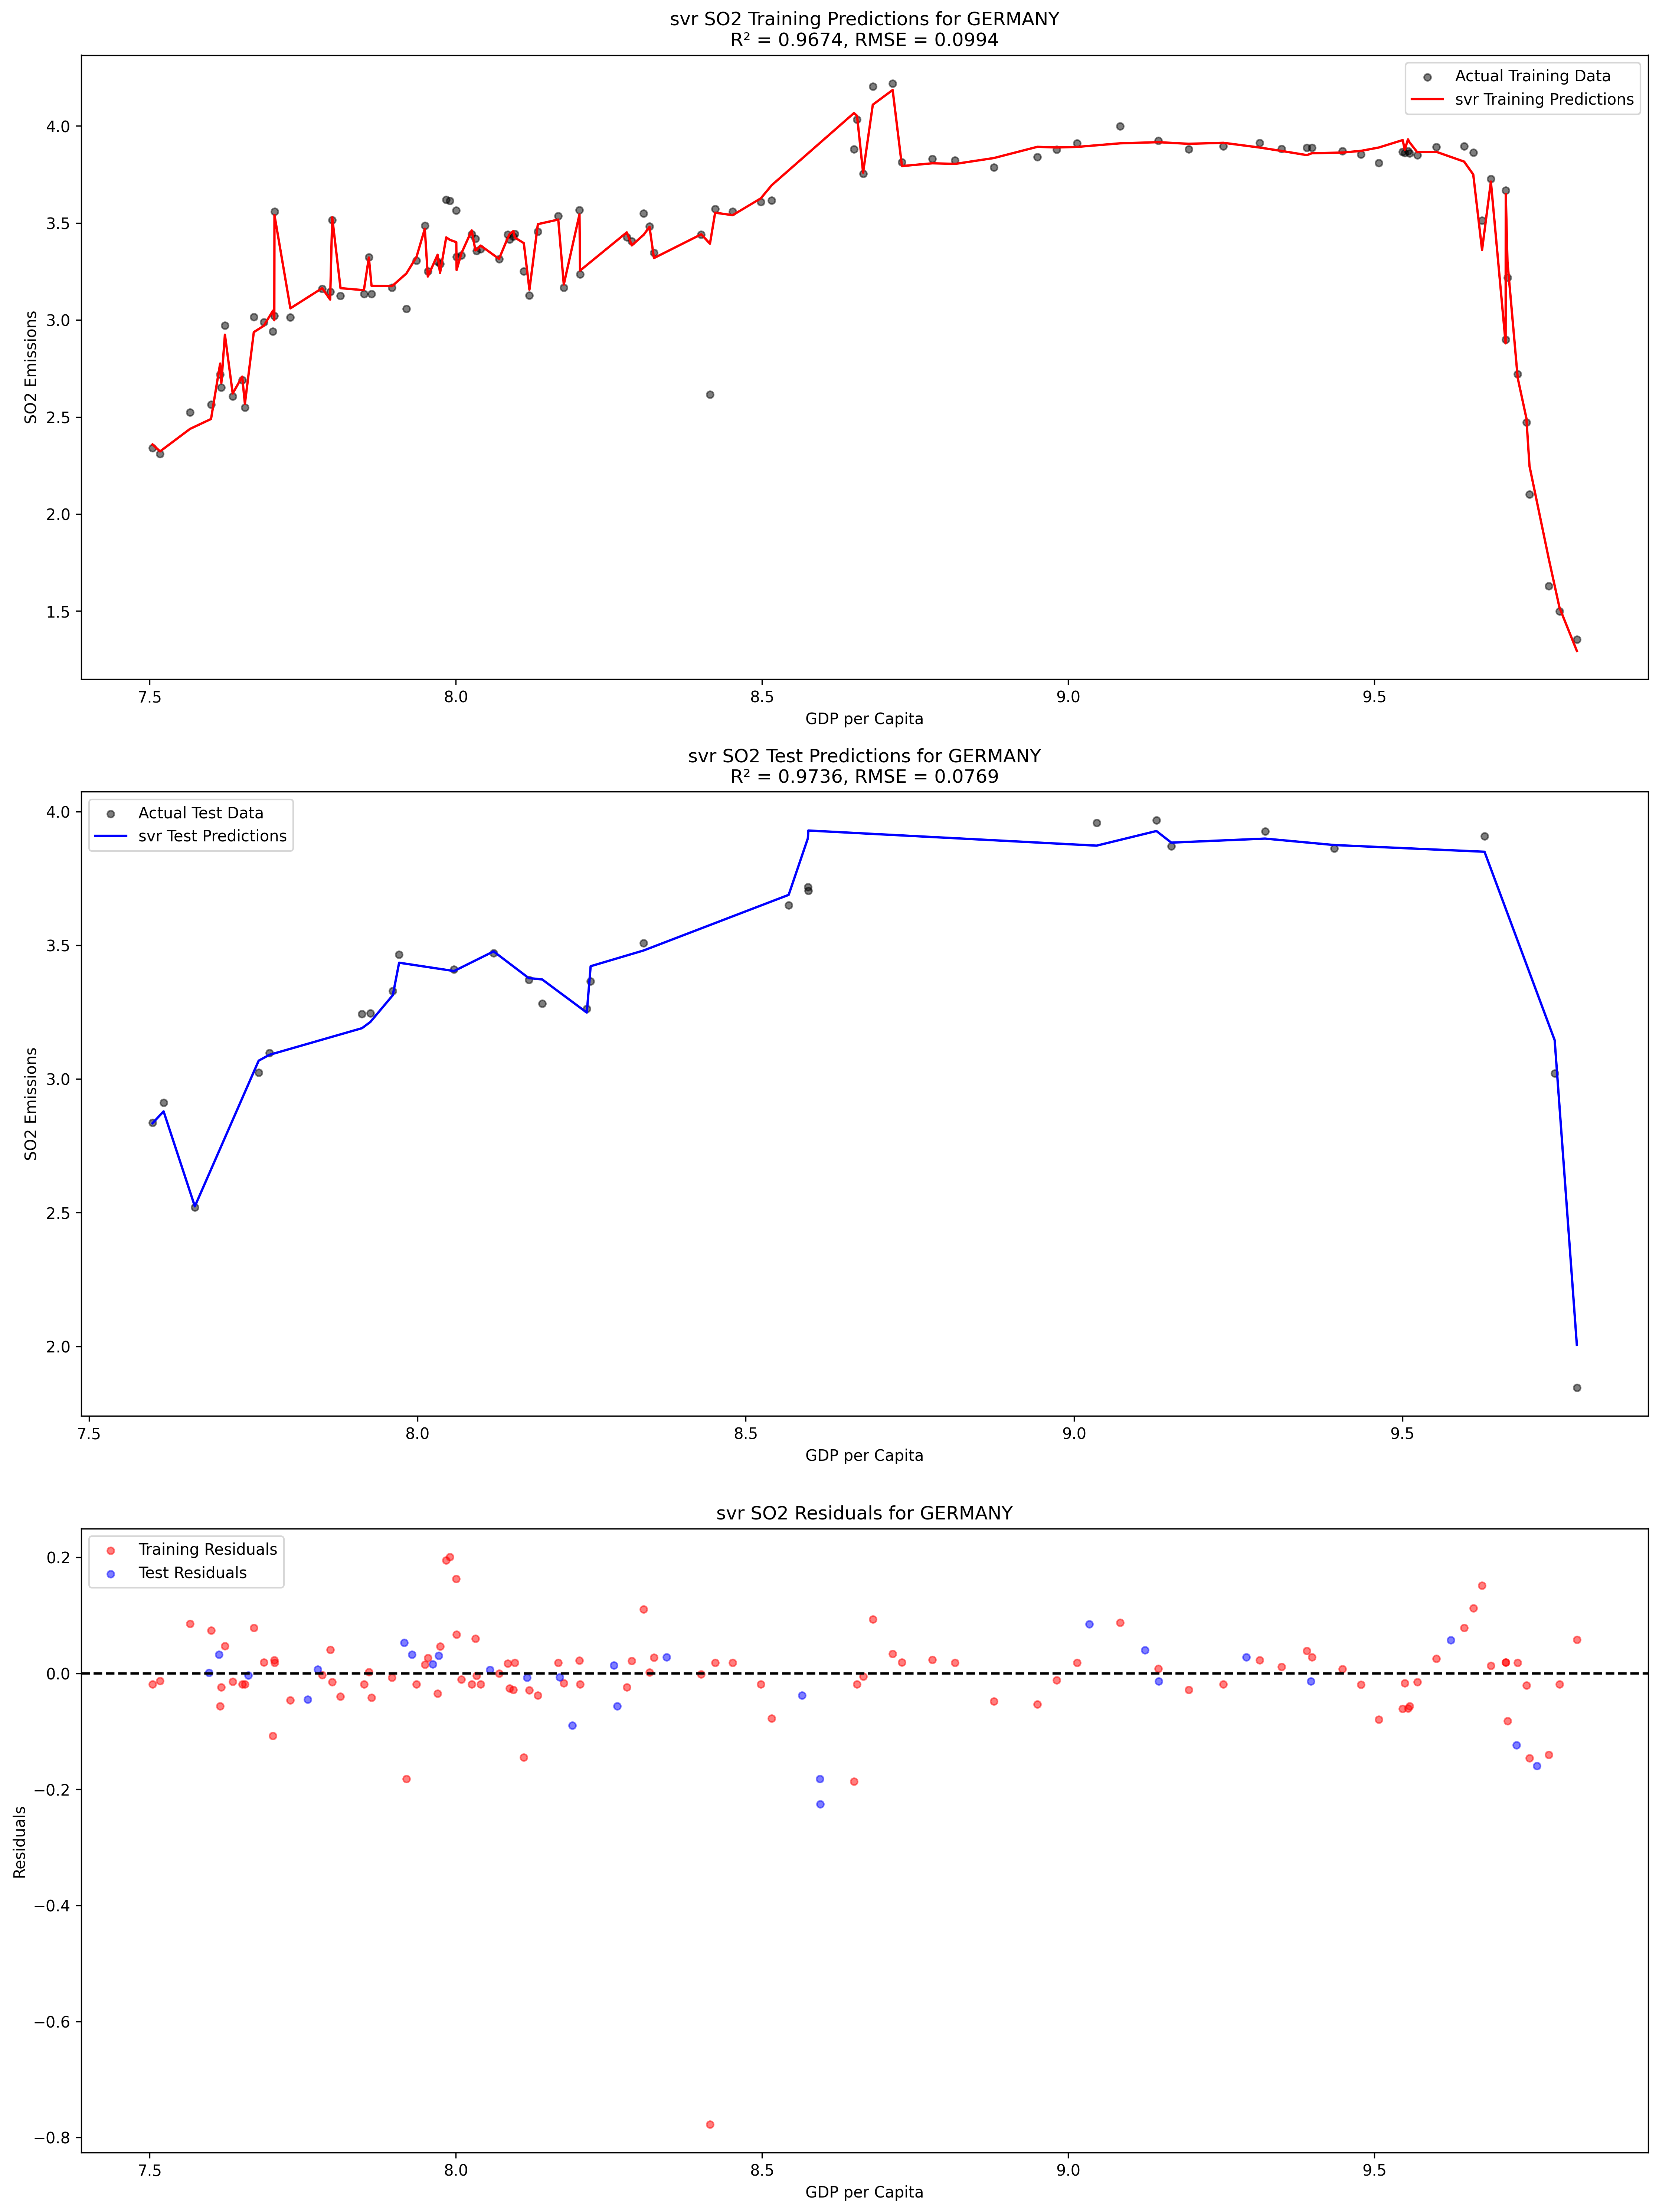 svr SO2 Training Predictions for GERMANY
R² = 0.9674, RMSE = 0.0994
Actual Training Data
svr Training Predictions
SO2 Emissions
4.0
3.5
3.0
2.5
2.0
1.5
7.5 8.0 8.5 9.0 9.5
GDP per Capita
svr SO2 Test Predictions for GERMANY
R² = 0.9736, RMSE = 0.0769
Actual Test Data
svr Test Predictions
SO2 Emissions
4.0
3.5
3.0
2.5
2.0
7.5 8.0 8.5 9.0 9.5
GDP per Capita
svr SO2 Residuals for GERMANY
Training Residuals
Test Residuals
Residuals
0.2
0.0
−0.2
−0.4
−0.6
−0.8
7.5 8.0 8.5 9.0 9.5
GDP per Capita